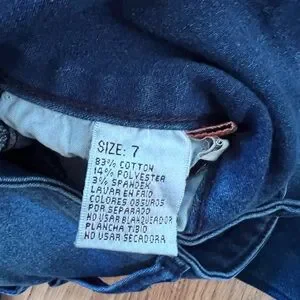 SIZE: 7
83% COTTON
14% POLYESTER
3% SPANDEX
LAVAR EN FRIO
COLORES OBSUROS
POR SEPARADO
NO USAR BLANQUEADOR
PLANCHA TIBIO
NO USAR SECADORA